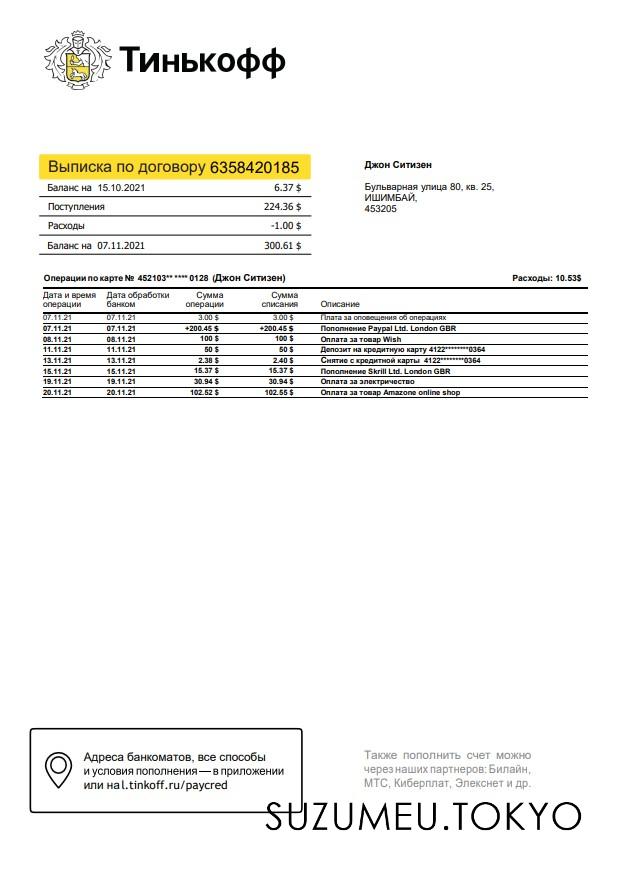 Тинькофф
Выписка по договору 6358420185
Баланс на 15.10.2021 6.37 $
Поступления 224.36 $
Расходы -1.00 $
Баланс на 07.11.2021 300.61 $
Джон Ситизен
Бульварная улица 80, кв. 25,
ИШИМБАЙ,
453205
Операции по карте № 452103** **** 0128 (Джон Ситизен) Расходы: 10.53$
Дата и время Дата обработки Сумма Сумма
операции банком операции списания Описание
07.11.21 07.11.21 3.00 $ 3.00 $ Плата за оповещения об операциях
07.11.21 07.11.21 +200.45 $ +200.45 $ Пополнение Paypal Ltd. London GBR
08.11.21 08.11.21 100 $ 100 $ Оплата за товар Wish
11.11.21 11.11.21 50 $ 50 $ Депозит на кредитную карту 4122********0364
13.11.21 13.11.21 2.38 $ 2.40 $ Снятие с кредитной карты 4122********0364
15.11.21 15.11.21 15.37 $ 15.37 $ Пополнение Skrill Ltd. London GBR
19.11.21 19.11.21 30.94 $ 30.94 $ Оплата за электричество
20.11.21 20.11.21 102.52 $ 102.55 $ Оплата за товар Amazone online shop
Адреса банкоматов, все способы
и условия пополнения — в приложении
или на l.tinkoff.ru/paycred
Также пополнить счет можно
через наших партнеров: Билайн,
МТС, Киберплат, Элекснет и др.
SUZUMEU.TOKYO